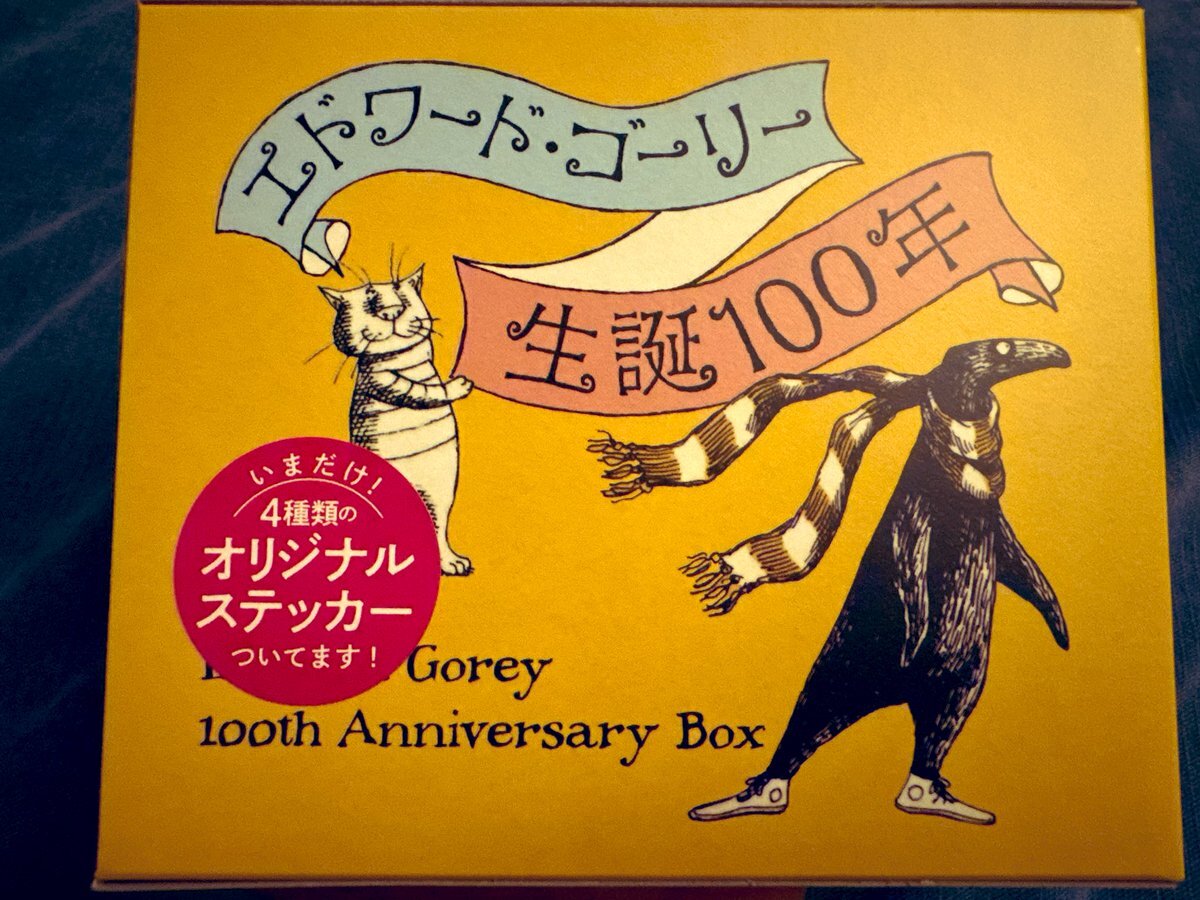 エドワード・ゴーリー
生誕100年
いまだけ!
4種類の
オリジナル
ステッカー
ついてます!
Gorey
100th Anniversary Box